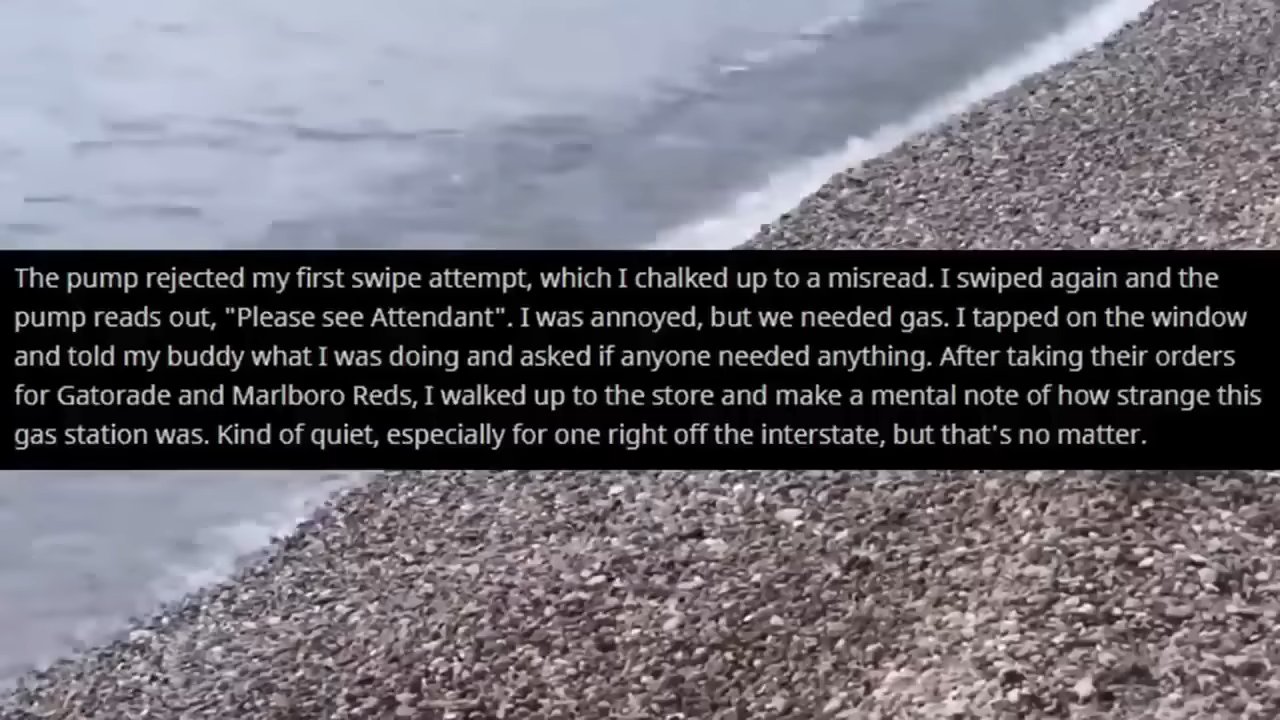 The pump rejected my first swipe attempt, which I chalked up to a misread. I swiped again and the
pump reads out, "Please see Attendant". I was annoyed, but we needed gas. I tapped on the window
and told my buddy what I was doing and asked if anyone needed anything. After taking their orders
for Gatorade and Marlboro Reds, I walked up to the store and make a mental note of how strange this
gas station was. Kind of quiet, especially for one right off the interstate, but that's no matter.